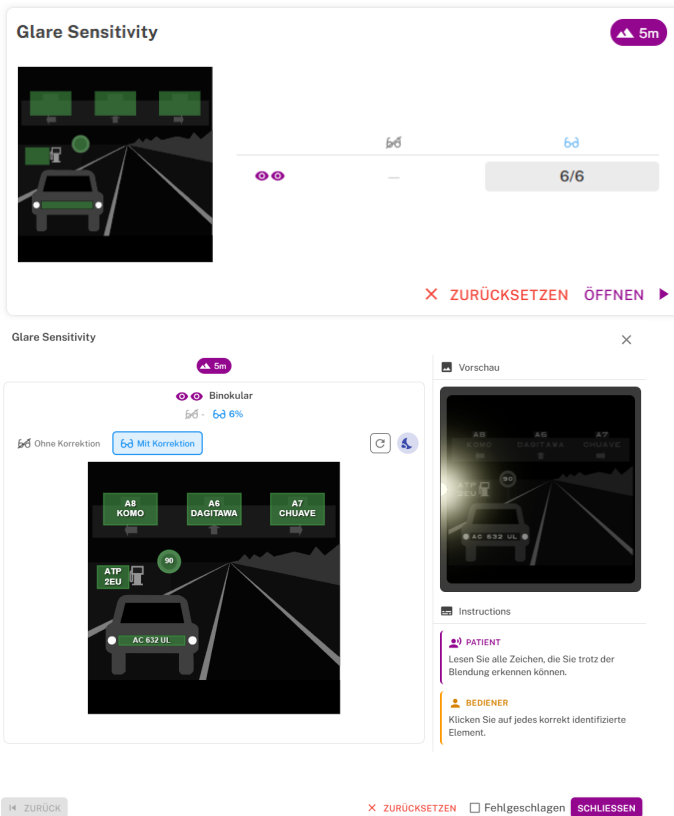 Glare Sensitivity
5m
—
6/6
ZURÜCKSETZEN ÖFFNEN
Glare Sensitivity
5m
Vorschau
Binokular
- 6%
Ohne Korrektion Mit Korrektion
A8 KOMO A6 DAGITAWA A7 CHUAVE
90
ATP 2EU
AC 632 UL
A8 KOMO A6 DAGITAWA A7 CHUAVE
90
ATP 2EU
AC 632 UL
Instructions
PATIENT
Lesen Sie alle Zeichen, die Sie trotz der
Blendung erkennen können.
BEDIENER
Klicken Sie auf jedes korrekt identifizierte
Element.
ZURÜCK
ZURÜCKSETZEN Fehlgeschlagen SCHLIESSEN